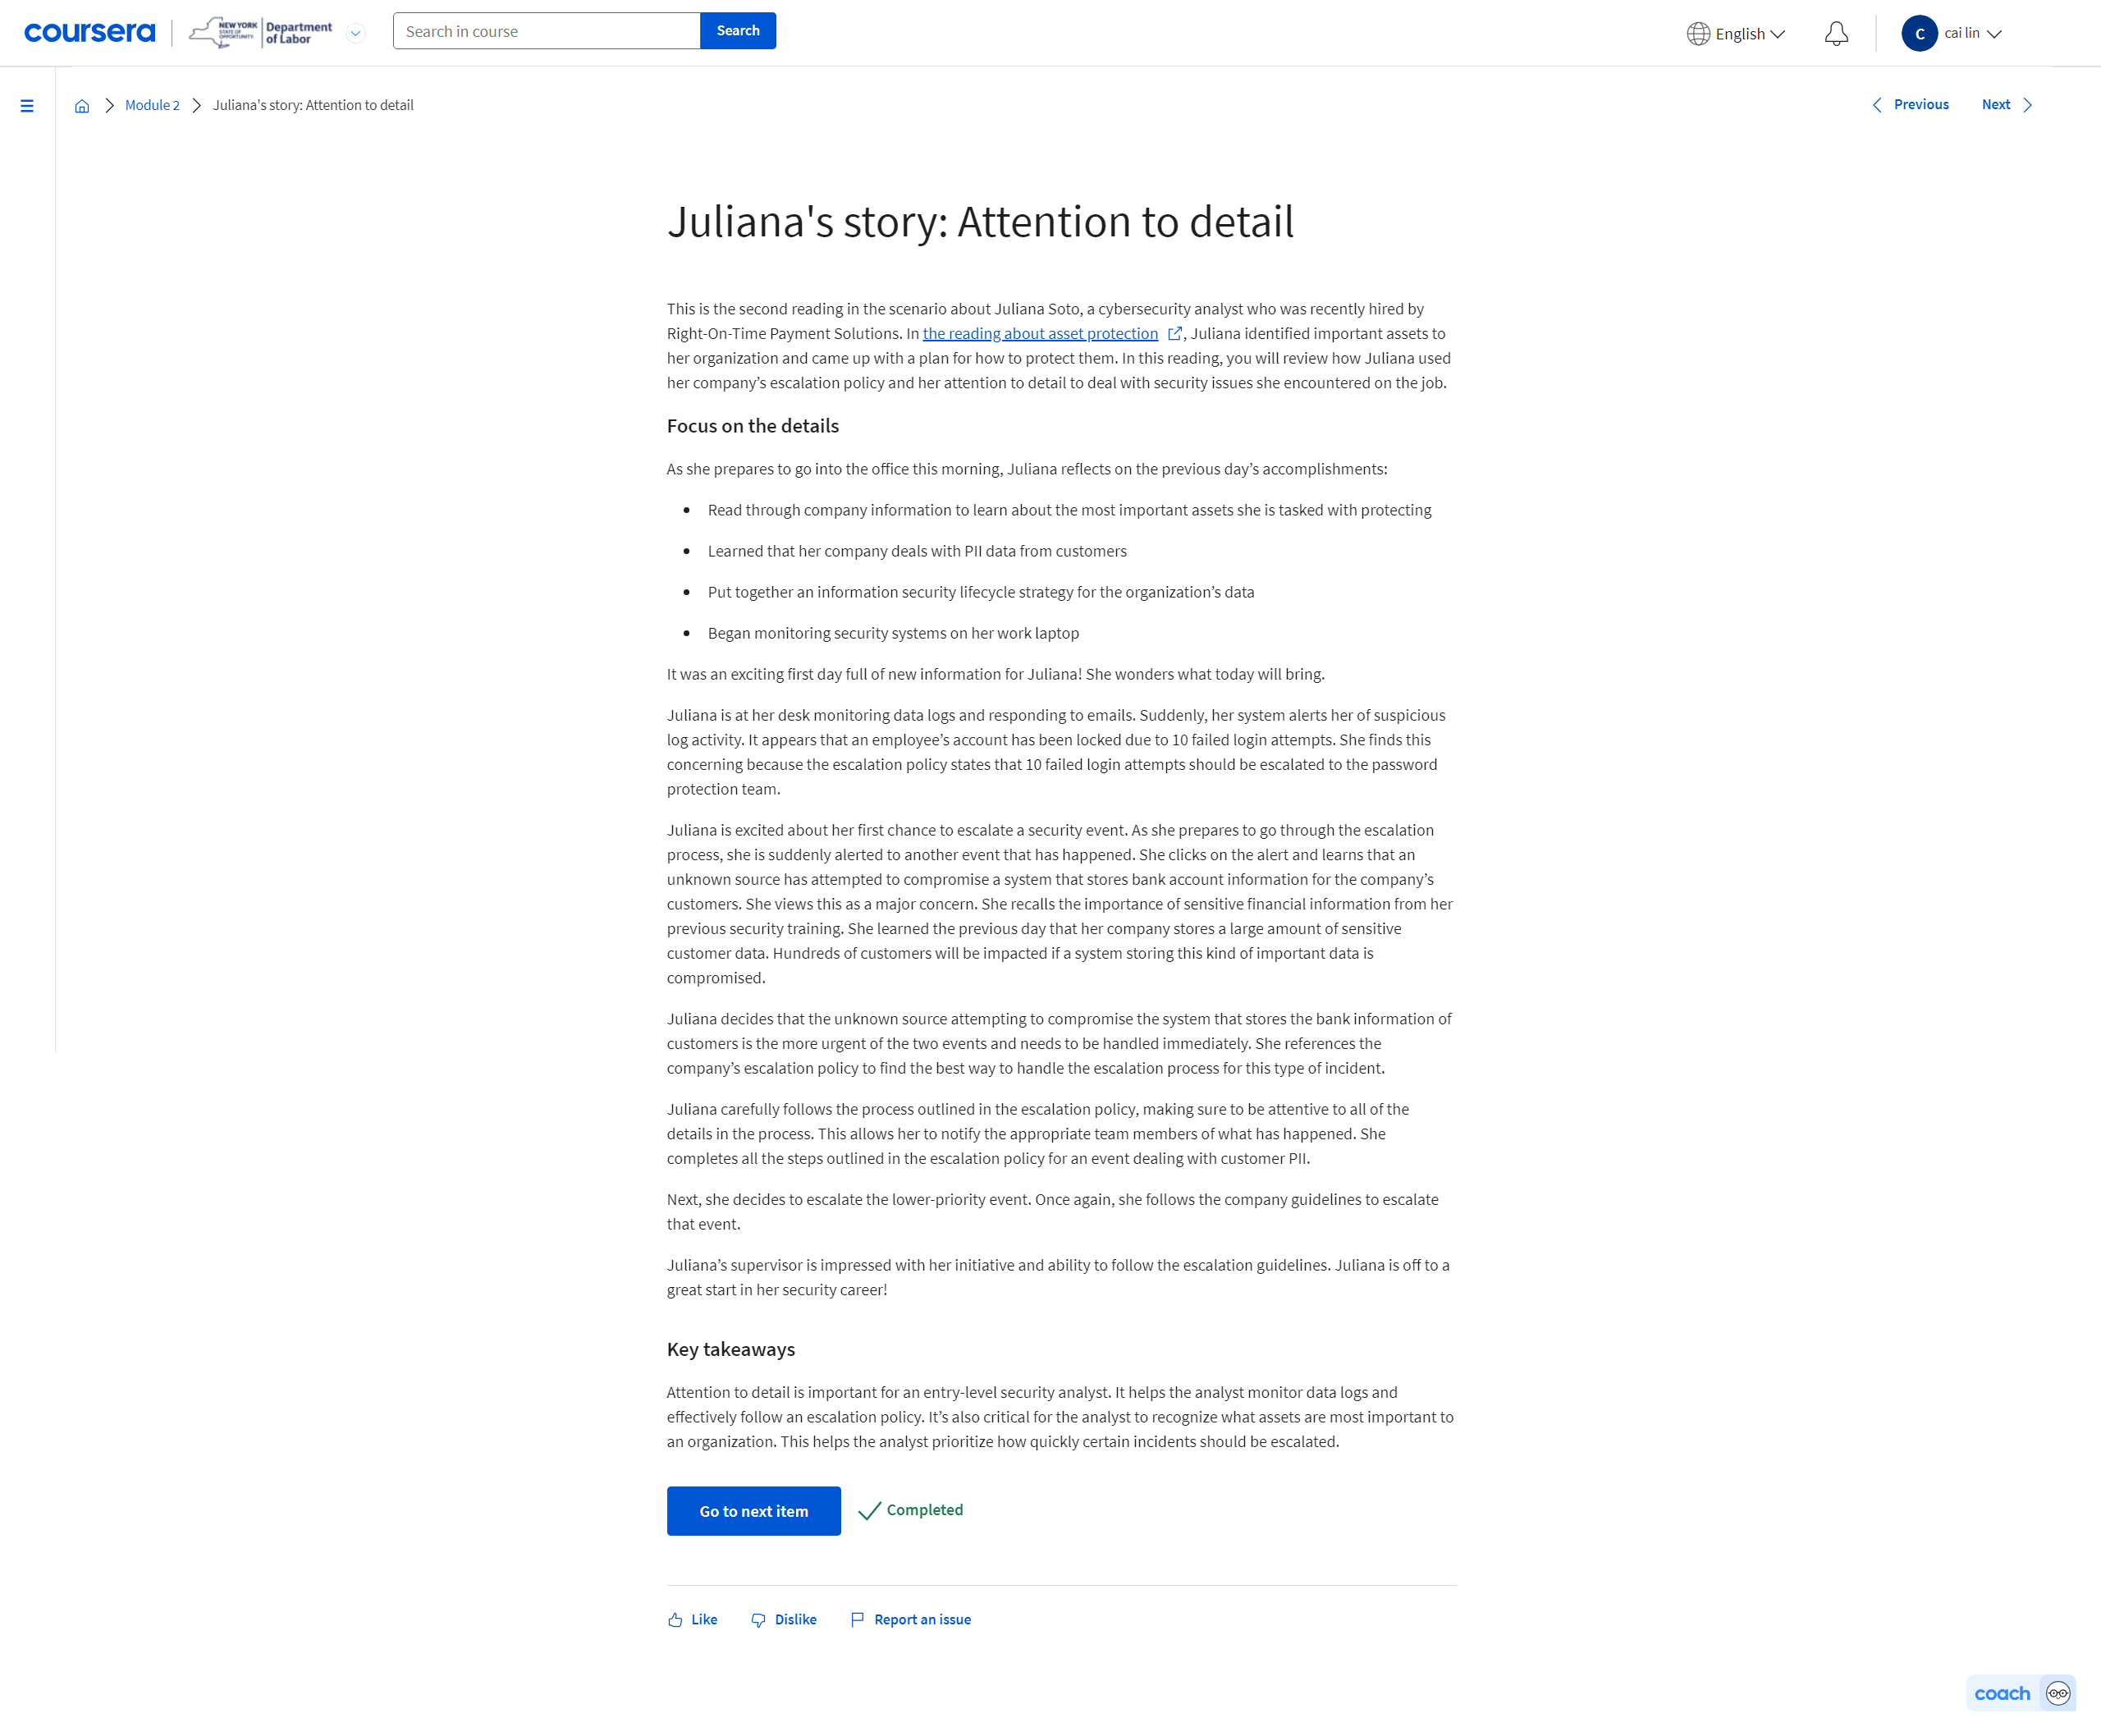 coursera
NEW YORK
STATE OF
OPPORTUNITY
Department
of Labor
Search in course
Search
English
C
cai lin
Module 2
Juliana's story: Attention to detail
Previous
Next
Juliana's story: Attention to detail
This is the second reading in the scenario about Juliana Soto, a cybersecurity analyst who was recently hired by
Right-On-Time Payment Solutions. In the reading about asset protection , Juliana identified important assets to
her organization and came up with a plan for how to protect them. In this reading, you will review how Juliana used
her company’s escalation policy and her attention to detail to deal with security issues she encountered on the job.
Focus on the details
As she prepares to go into the office this morning, Juliana reflects on the previous day’s accomplishments:
• Read through company information to learn about the most important assets she is tasked with protecting
• Learned that her company deals with PII data from customers
• Put together an information security lifecycle strategy for the organization’s data
• Began monitoring security systems on her work laptop
It was an exciting first day full of new information for Juliana! She wonders what today will bring.
Juliana is at her desk monitoring data logs and responding to emails. Suddenly, her system alerts her of suspicious
log activity. It appears that an employee’s account has been locked due to 10 failed login attempts. She finds this
concerning because the escalation policy states that 10 failed login attempts should be escalated to the password
protection team.
Juliana is excited about her first chance to escalate a security event. As she prepares to go through the escalation
process, she is suddenly alerted to another event that has happened. She clicks on the alert and learns that an
unknown source has attempted to compromise a system that stores bank account information for the company’s
customers. She views this as a major concern. She recalls the importance of sensitive financial information from her
previous security training. She learned the previous day that her company stores a large amount of sensitive
customer data. Hundreds of customers will be impacted if a system storing this kind of important data is
compromised.
Juliana decides that the unknown source attempting to compromise the system that stores the bank information of
customers is the more urgent of the two events and needs to be handled immediately. She references the
company’s escalation policy to find the best way to handle the escalation process for this type of incident.
Juliana carefully follows the process outlined in the escalation policy, making sure to be attentive to all of the
details in the process. This allows her to notify the appropriate team members of what has happened. She
completes all the steps outlined in the escalation policy for an event dealing with customer PII.
Next, she decides to escalate the lower-priority event. Once again, she follows the company guidelines to escalate
that event.
Juliana’s supervisor is impressed with her initiative and ability to follow the escalation guidelines. Juliana is off to a
great start in her security career!
Key takeaways
Attention to detail is important for an entry-level security analyst. It helps the analyst monitor data logs and
effectively follow an escalation policy. It’s also critical for the analyst to recognize what assets are most important to
an organization. This helps the analyst prioritize how quickly certain incidents should be escalated.
Go to next item
Completed
Like
Dislike
Report an issue
coach